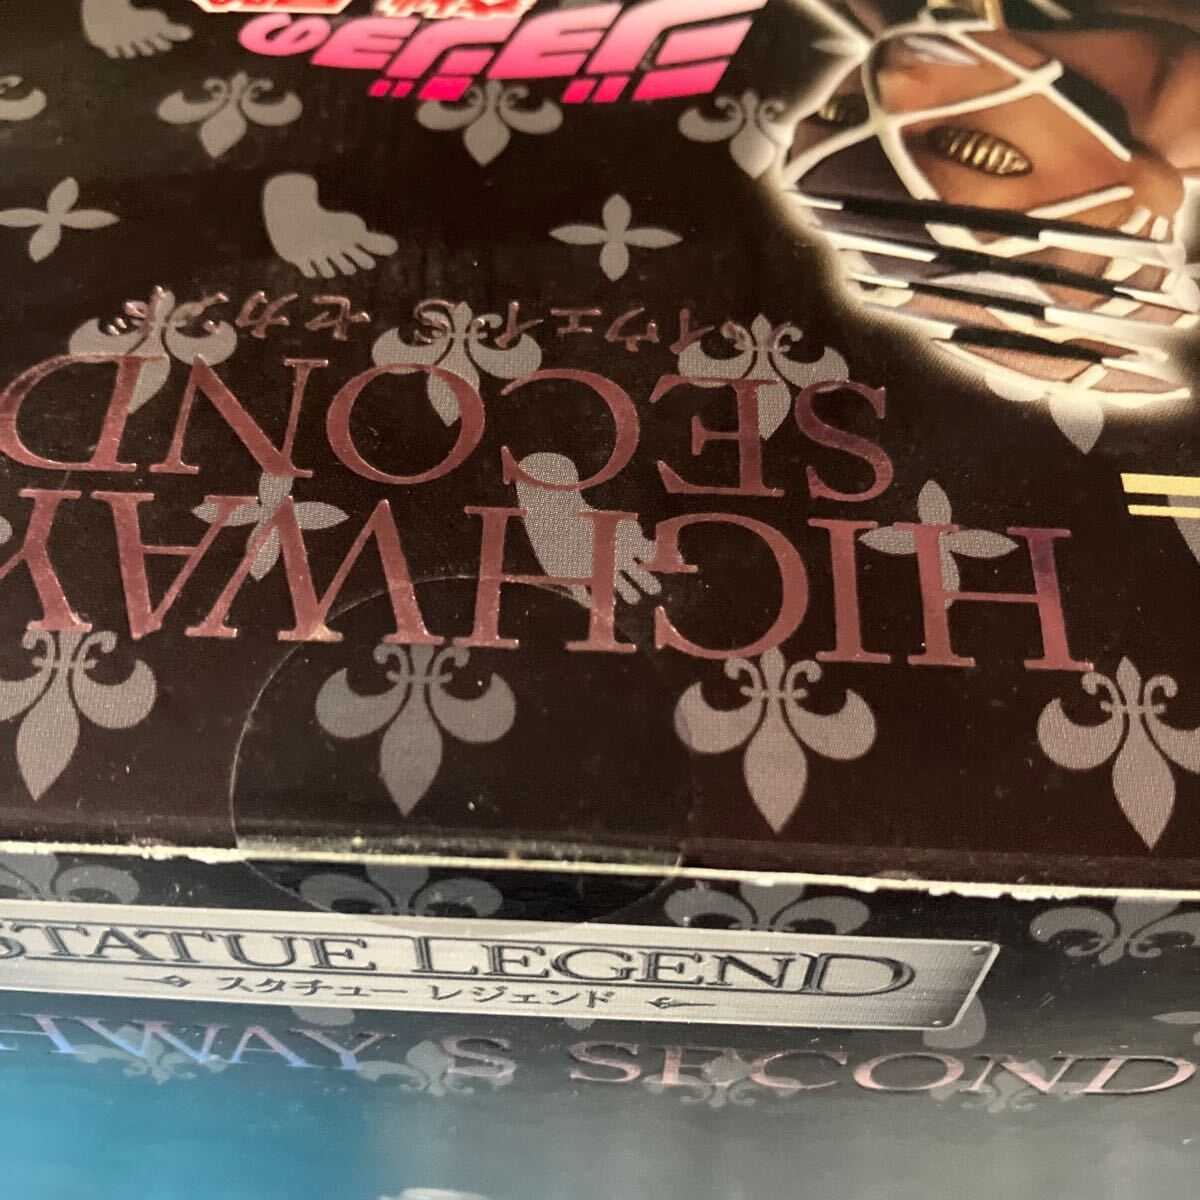 HIGHWAY
SECOND
ハイウェイ S セカンド
ジョジョの
STATUE LEGEND
スタチュー レジェンド
HWAY S SECOND